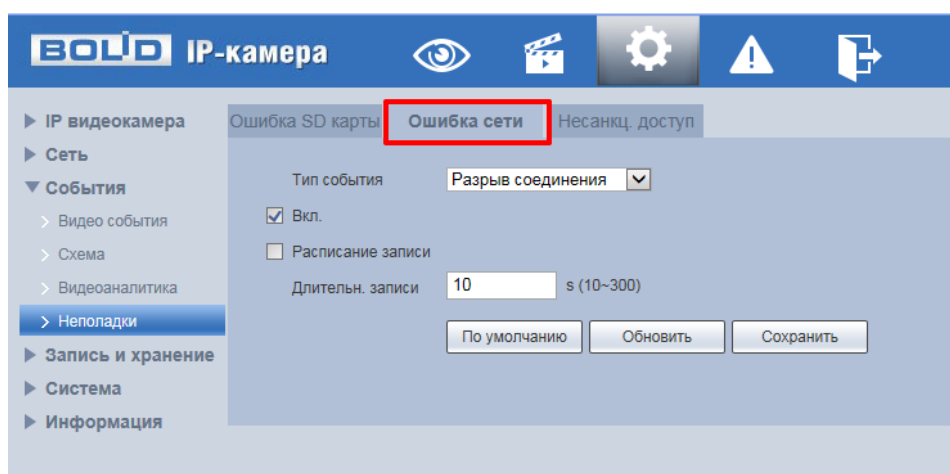 BOLID IP-камера
IP видеокамера
Сеть
События
Видео события
Схема
Видеоаналитика
Неполадки
Запись и хранение
Система
Информация
Ошибка SD карты Ошибка сети Несанкц. доступ
Тип события Разрыв соединения
Вкл.
Расписание записи
Длительн. записи 10 s (10~300)
По умолчанию Обновить Сохранить